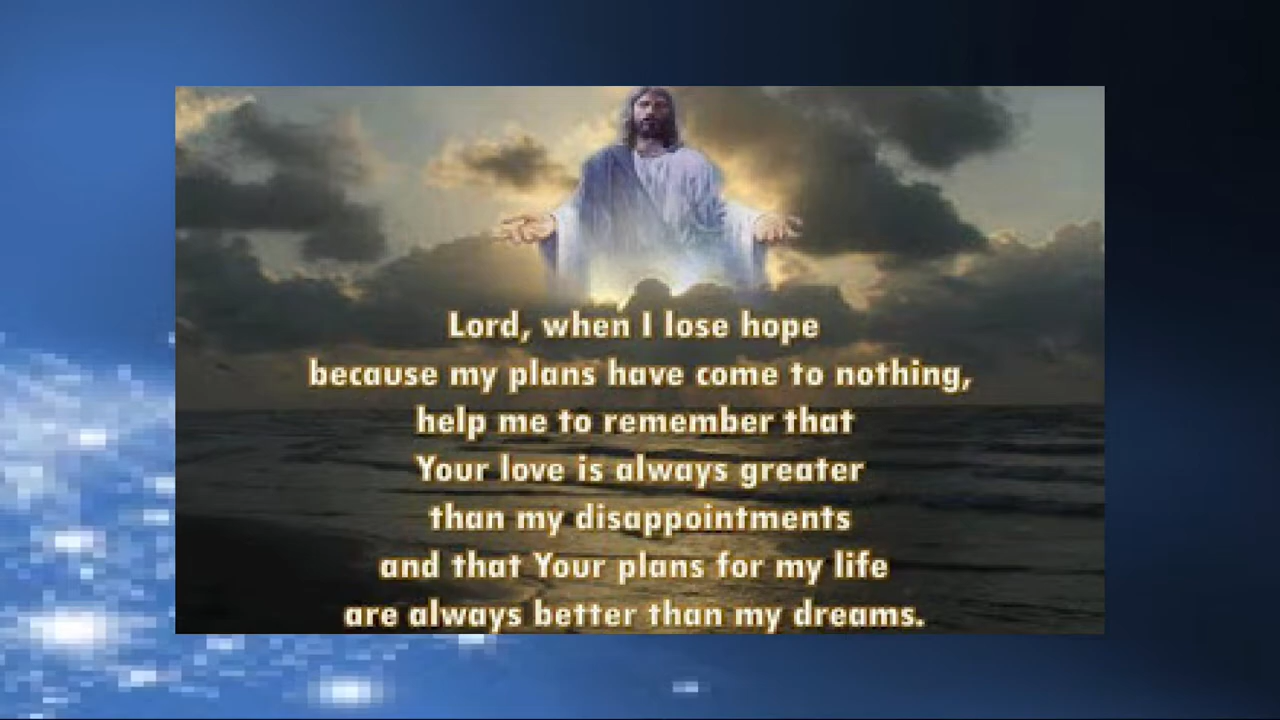 Lord, when I lose hope
because my plans have come to nothing,
help me to remember that
Your love is always greater
than my disappointments
and that Your plans for my life
are always better than my dreams.